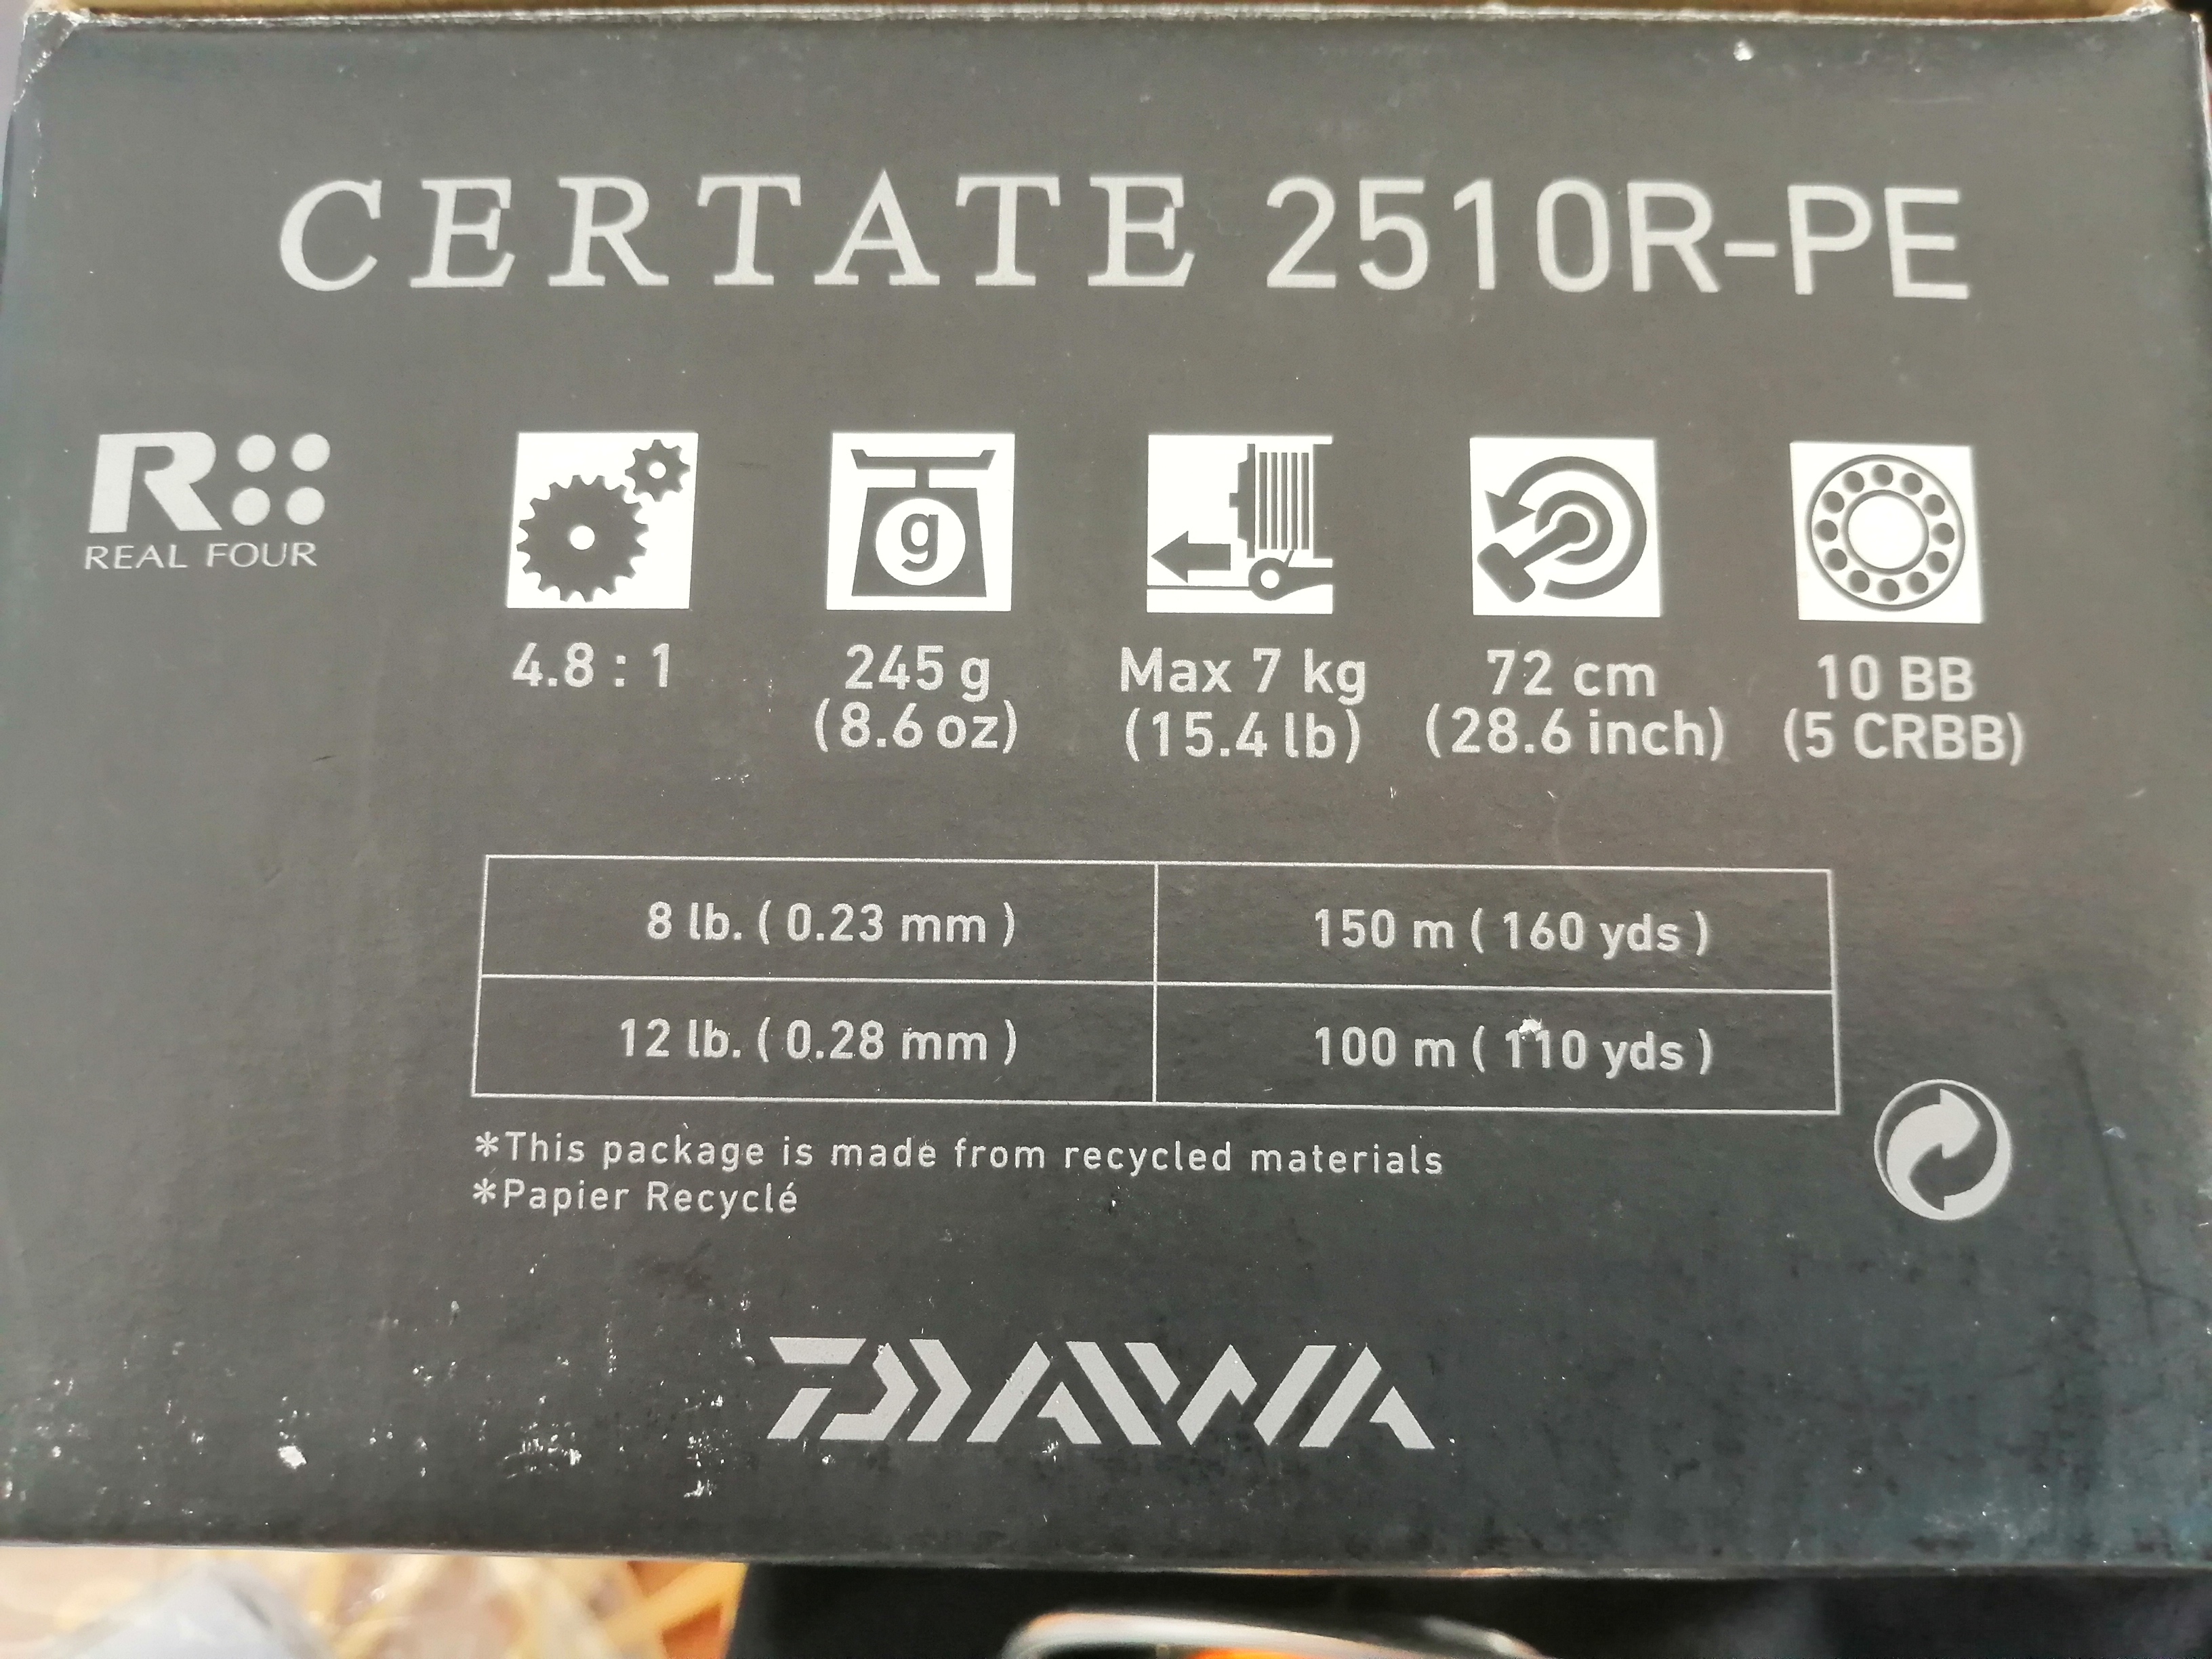 CERTATE 2510R-PE
R
REAL FOUR
g
4.8 : 1
245 g
(8.6 oz)
Max 7 kg
(15.4 lb)
72 cm
(28.6 inch)
10 BB
(5 CRBB)
8 lb. ( 0.23 mm ) 150 m ( 160 yds )
12 lb. ( 0.28 mm ) 100 m ( 110 yds )
*This package is made from recycled materials
*Papier Recyclé
DAIWA